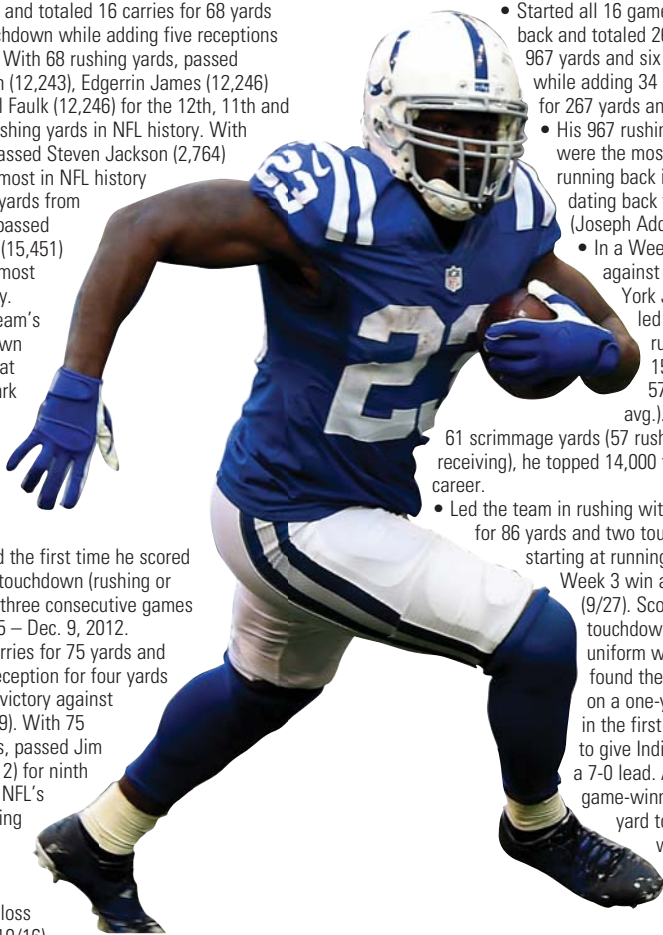 and totaled 16 carries for 68 yards
hdown while adding five receptions
With 68 rushing yards, passed
(12,243), Edgerrin James (12,246)
Faulk (12,246) for the 12th, 11th and
shing yards in NFL history. With
assed Steven Jackson (2,764)
most in NFL history
yards from
passed
(15,451)
most
y.
eam's
wn
at
ark
d the first time he scored
touchdown (rushing or
three consecutive games
5 – Dec. 9, 2012.
rries for 75 yards and
eception for four yards
victory against
9). With 75
s, passed Jim
12) for ninth
NFL's
ing
loss
10/16)
• Started all 16 game
back and totaled 20
967 yards and six
while adding 34
for 267 yards an
• His 967 rushin
were the most
running back i
dating back
(Joseph Add
• In a Wee
against
York J
led
ru
15
57
avg.).
61 scrimmage yards (57 rush
receiving), he topped 14,000
career.
• Led the team in rushing wit
for 86 yards and two tou
starting at running
Week 3 win a
(9/27). Sco
touchdow
uniform w
found the
on a one-y
in the first
to give Indi
a 7-0 lead. A
game-winn
yard to
w
23
23
NFL